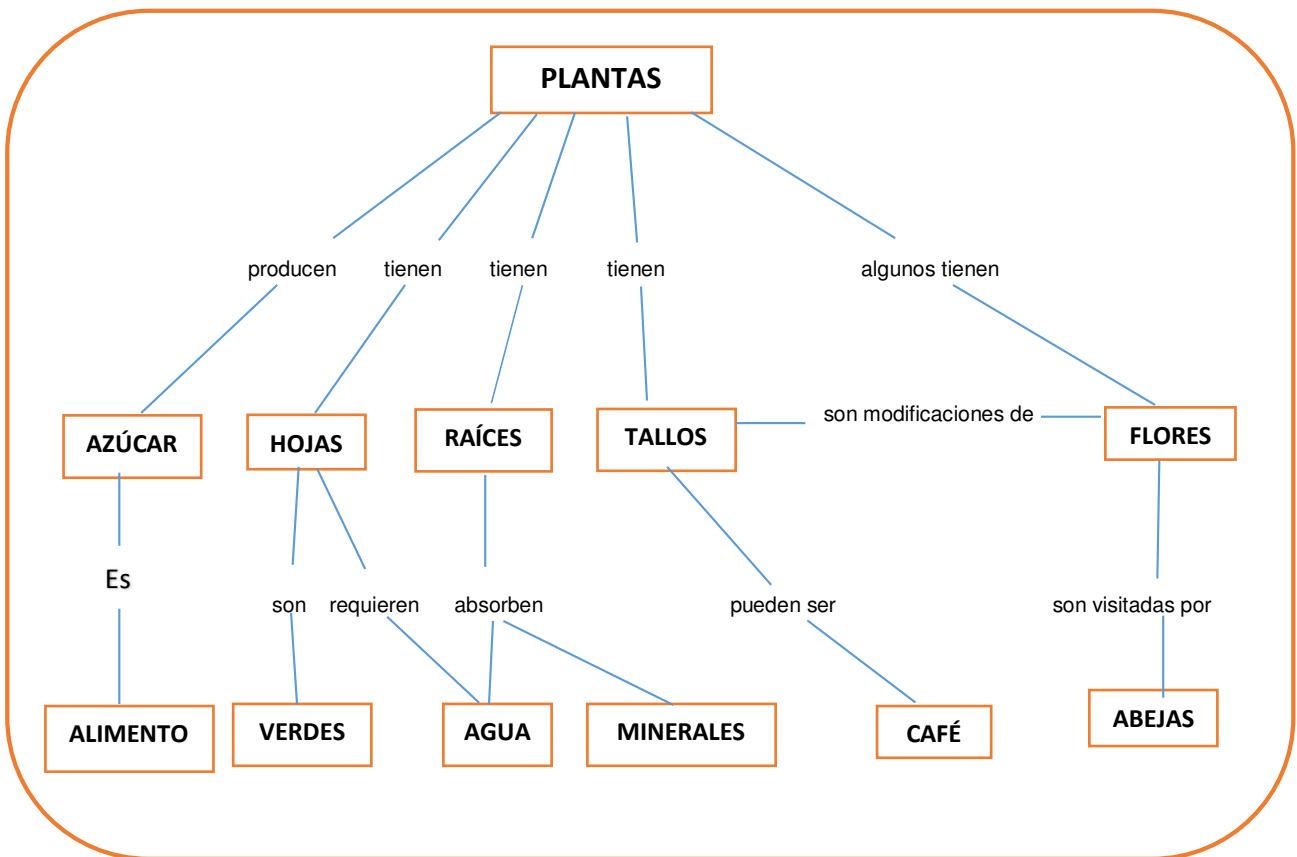 PLANTAS
producen tienen tienen tienen algunos tienen
AZÚCAR HOJAS RAÍCES TALLOS son modificaciones de FLORES
Es
son requieren absorben pueden ser son visitadas por
ALIMENTO VERDES AGUA MINERALES CAFÉ ABEJAS